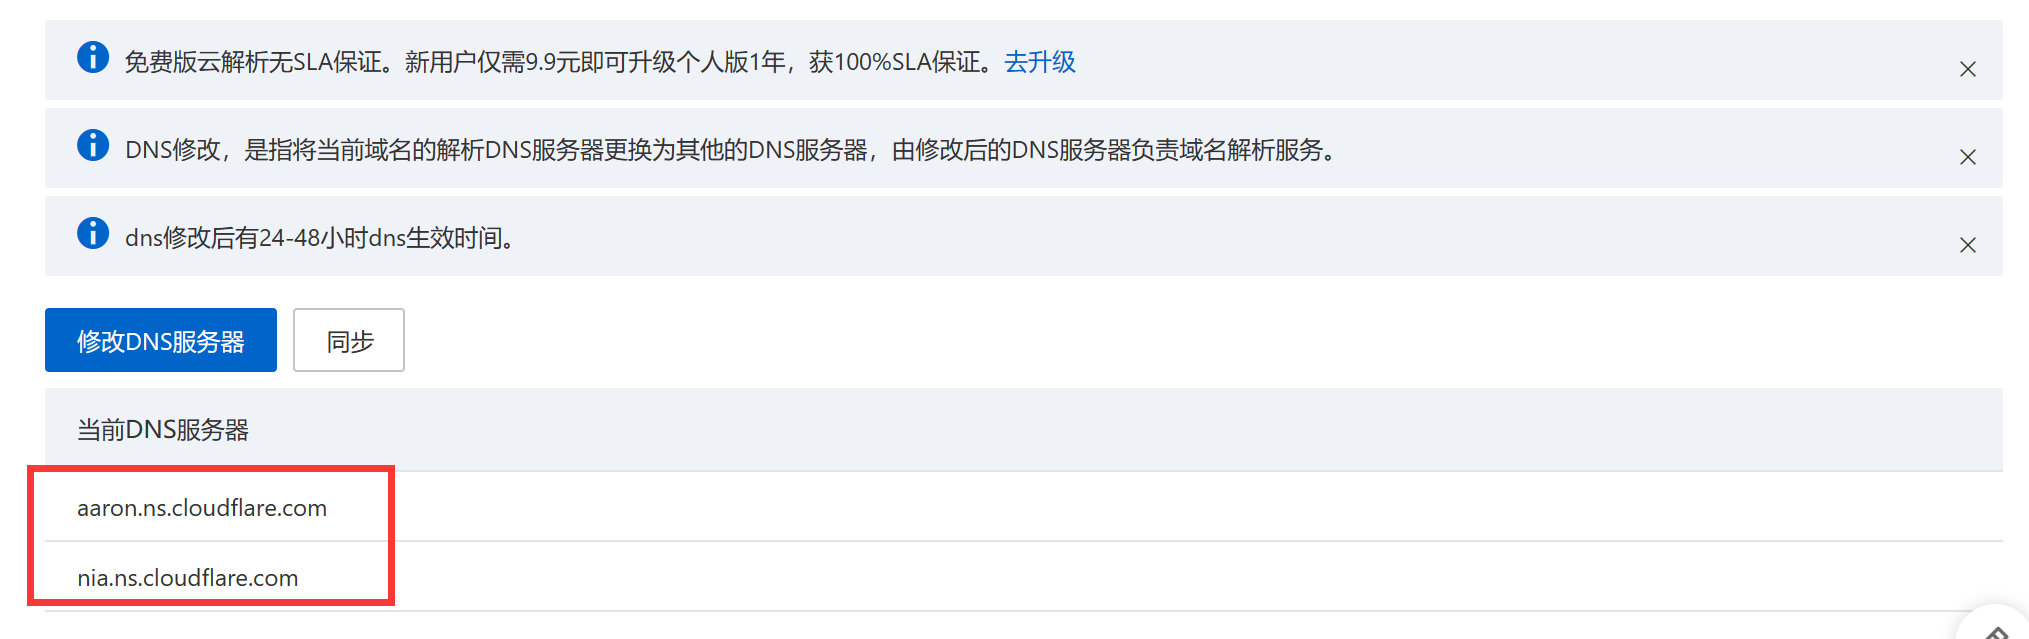 免费版云解析无SLA保证。新用户仅需9.9元即可升级个人版1年，获100%SLA保证。去升级
DNS修改，是指将当前域名的解析DNS服务器更换为其他的DNS服务器，由修改后的DNS服务器负责域名解析服务。
dns修改后有24-48小时dns生效时间。
修改DNS服务器 同步
当前DNS服务器
aaron.ns.cloudflare.com
nia.ns.cloudflare.com